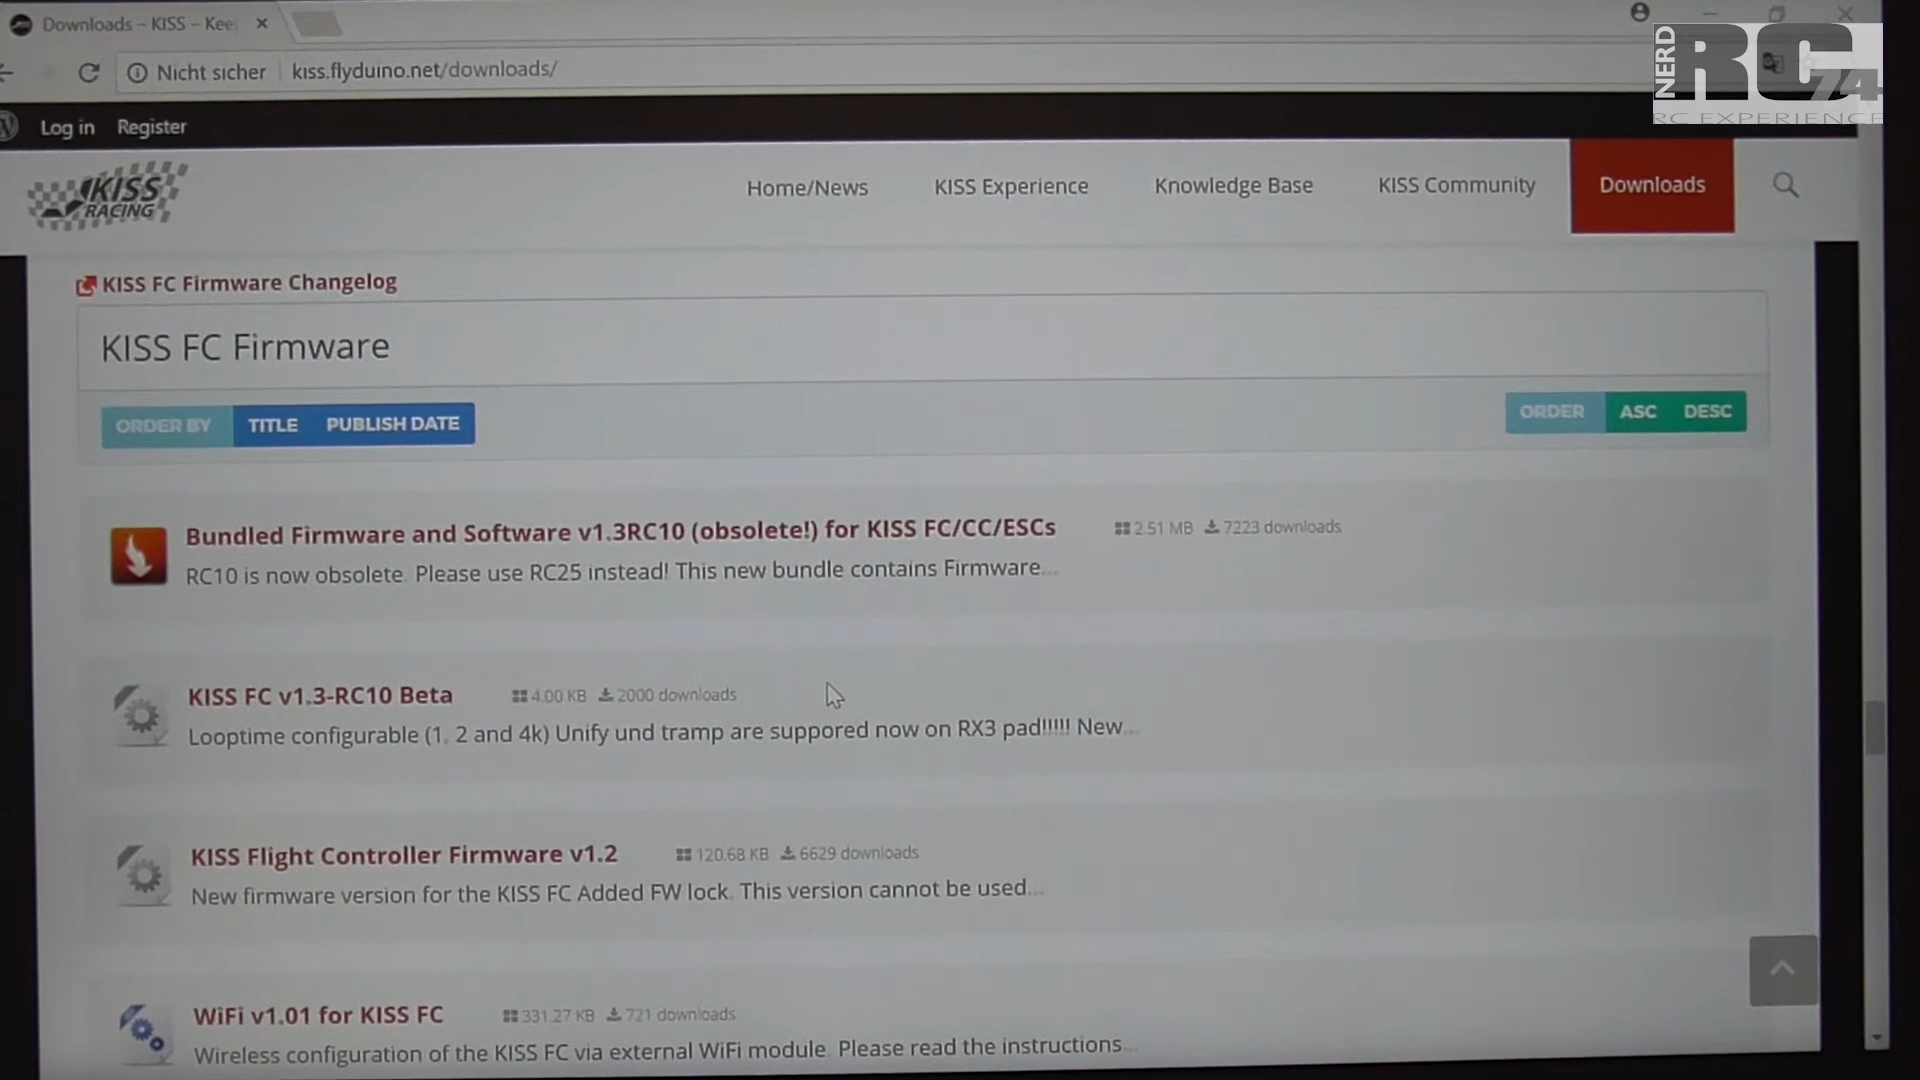 Downloads – KISS – Kee
Nicht sicher kiss.flyduino.net/downloads/
NERD RC 74
RC EXPERIENCE
Log in Register
KISS RACING
Home/News KISS Experience Knowledge Base KISS Community Downloads
KISS FC Firmware Changelog
KISS FC Firmware
ORDER BY TITLE PUBLISH DATE ORDER ASC DESC
Bundled Firmware and Software v1.3RC10 (obsolete!) for KISS FC/CC/ESCs 2.51 MB 7223 downloads
RC10 is now obsolete. Please use RC25 instead! This new bundle contains Firmware...
KISS FC v1.3-RC10 Beta 4.00 KB 2000 downloads
Looptime configurable (1, 2 and 4k) Unify und tramp are suppored now on RX3 pad!!!!! New...
KISS Flight Controller Firmware v1.2 120.68 KB 6629 downloads
New firmware version for the KISS FC Added FW lock. This version cannot be used...
WiFi v1.01 for KISS FC 331.27 KB 721 downloads
Wireless configuration of the KISS FC via external WiFi module. Please read the instructions...